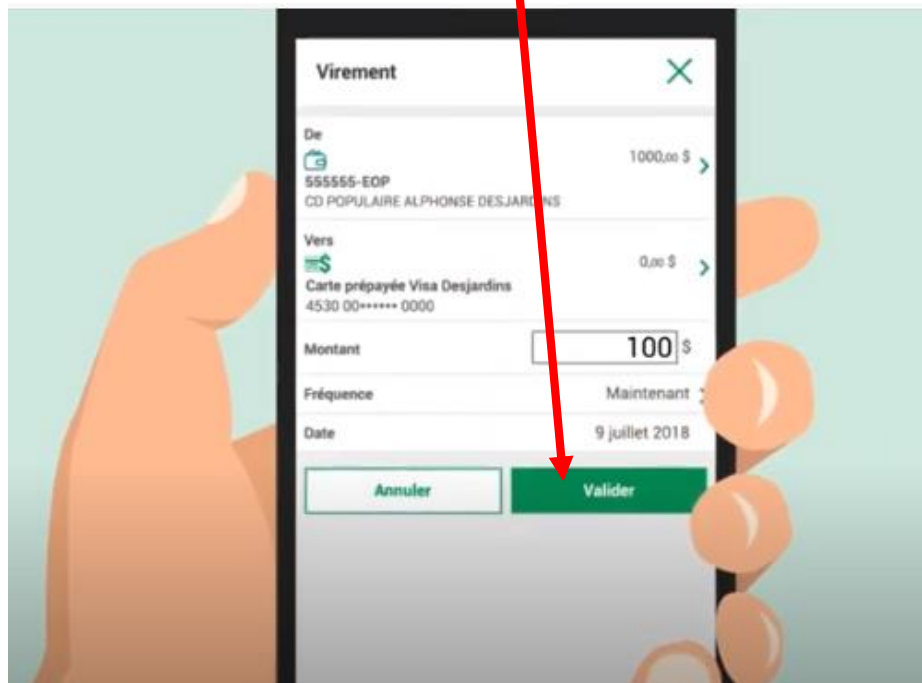 Virement
De
1000,00 $
555555-EOP
CD POPULAIRE ALPHONSE DESJARDINS
Vers
$
0,00 $
Carte prépayée Visa Desjardins
4530 00•••••• 0000
Montant
100 $
Fréquence
Maintenant
Date
9 juillet 2018
Annuler
Valider